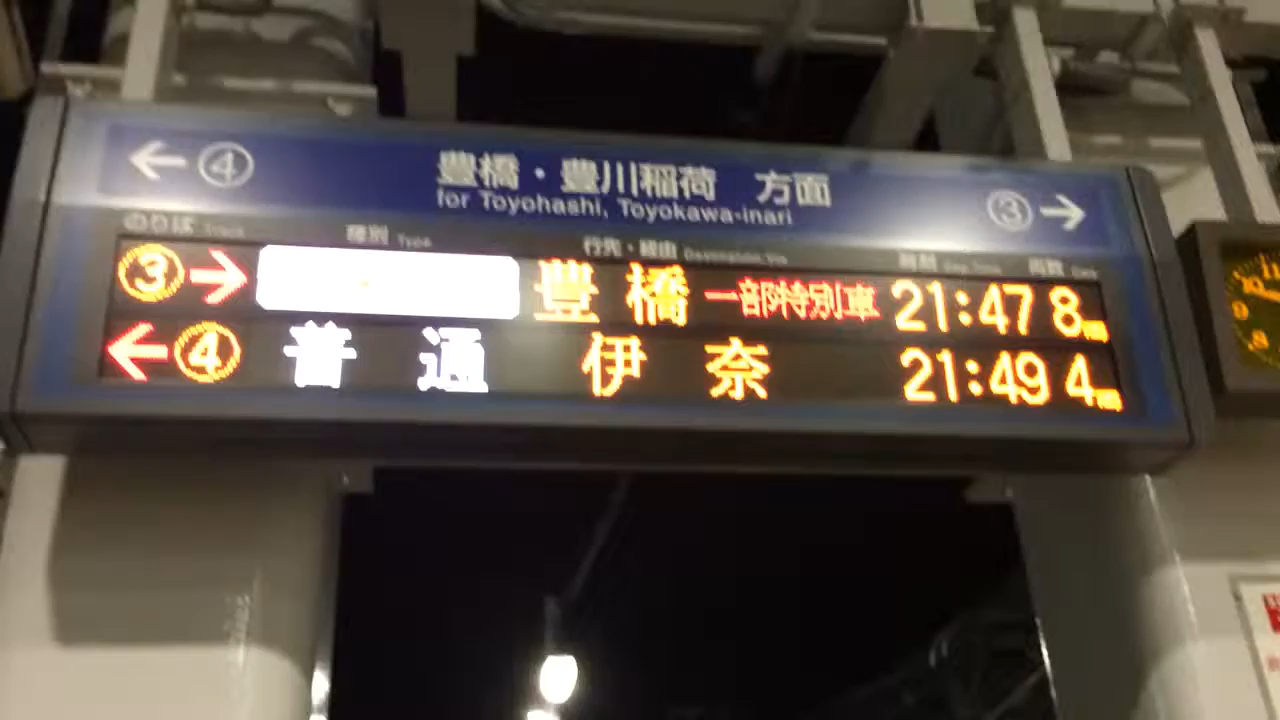 ← ④ 豊橋・豊川稲荷 方面 ③ →
for Toyohashi, Toyokawa-inari
のりば Track 種別 Type 行先・経由 Destination, Via 時刻 Dep. Time 両数 Cars
③ → 豊橋 一部特別車 21:47 8両
← ④ 普通 伊奈 21:49 4両